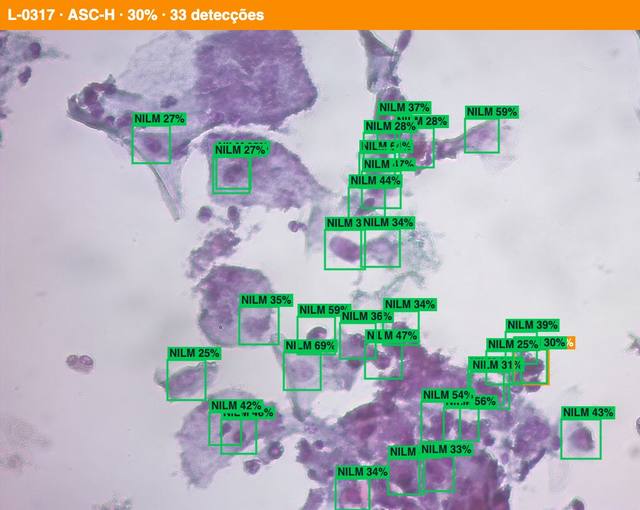 L-0317 · ASC-H · 30% · 33 detecções
NILM 37%
NILM 59%
NILM 27%
NILM 28%
28%
NILM 27%
NILM 44%
NILM 3
NILM 34%
NILM 35%
NILM 59%
NILM 34%
NILM 36%
NILM 39%
NILM 47%
NILM 25%
30%
NILM 69%
NILM 25%
NILM 31%
NILM 54%
56%
NILM 42%
NILM 43%
NILM
NILM 33%
NILM 34%